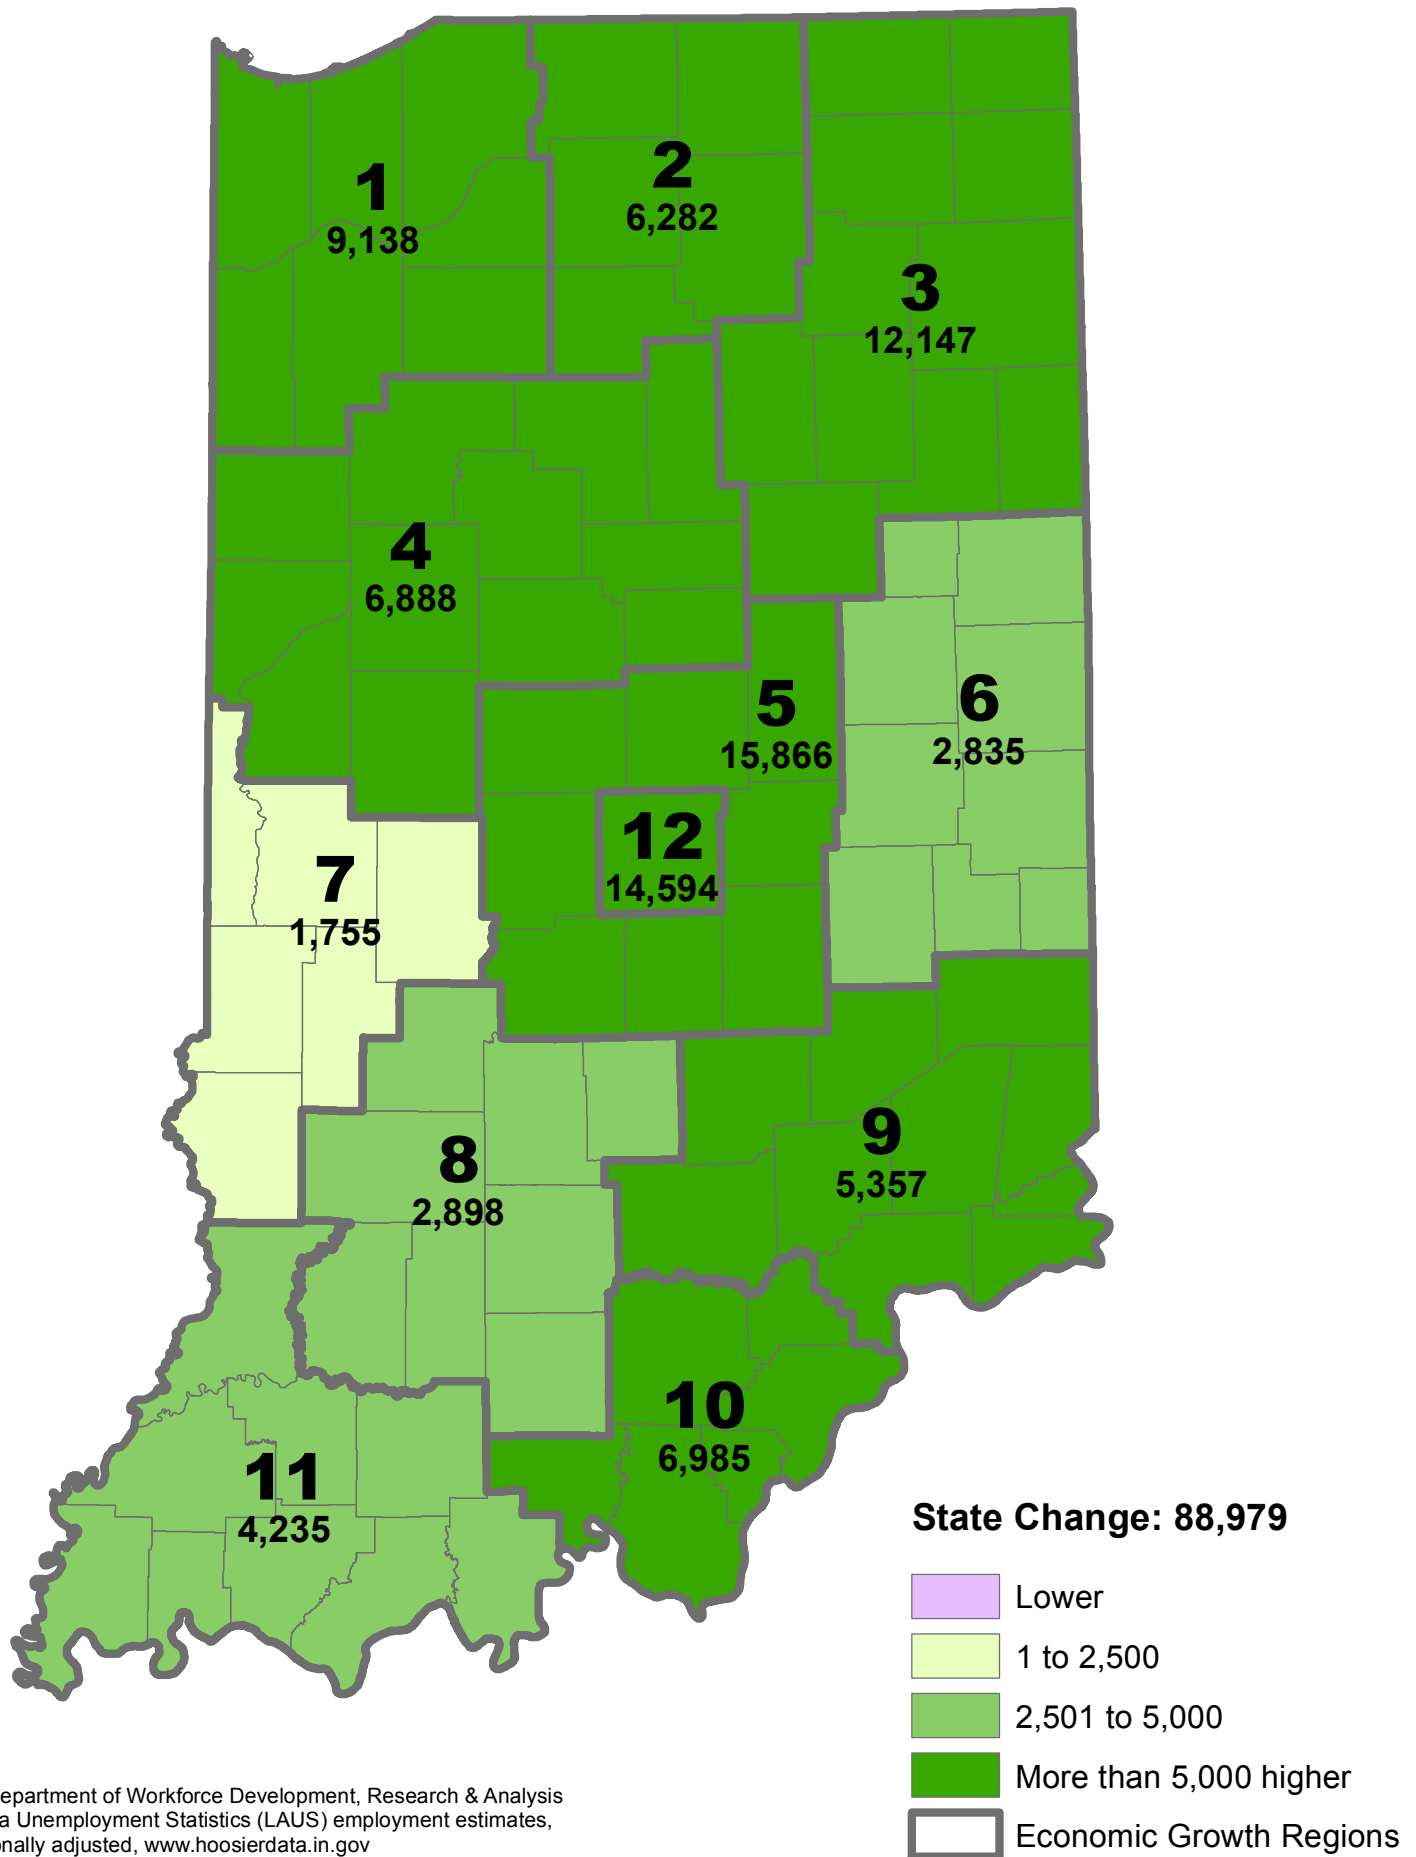 1
9,138
2
6,282
3
12,147
4
6,888
5
15,866
6
2,835
12
14,594
7
1,755
8
2,898
9
5,357
10
6,985
11
4,235
State Change: 88,979
Lower
1 to 2,500
2,501 to 5,000
More than 5,000 higher
Economic Growth Regions
epartment of Workforce Development, Research & Analysis
a Unemployment Statistics (LAUS) employment estimates,
onally adjusted, www.hoosierdata.in.gov